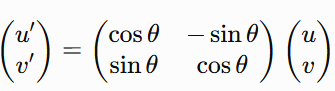 (u′ v′) = (cos θ  − sin θ
sin θ  cos θ) (u v)